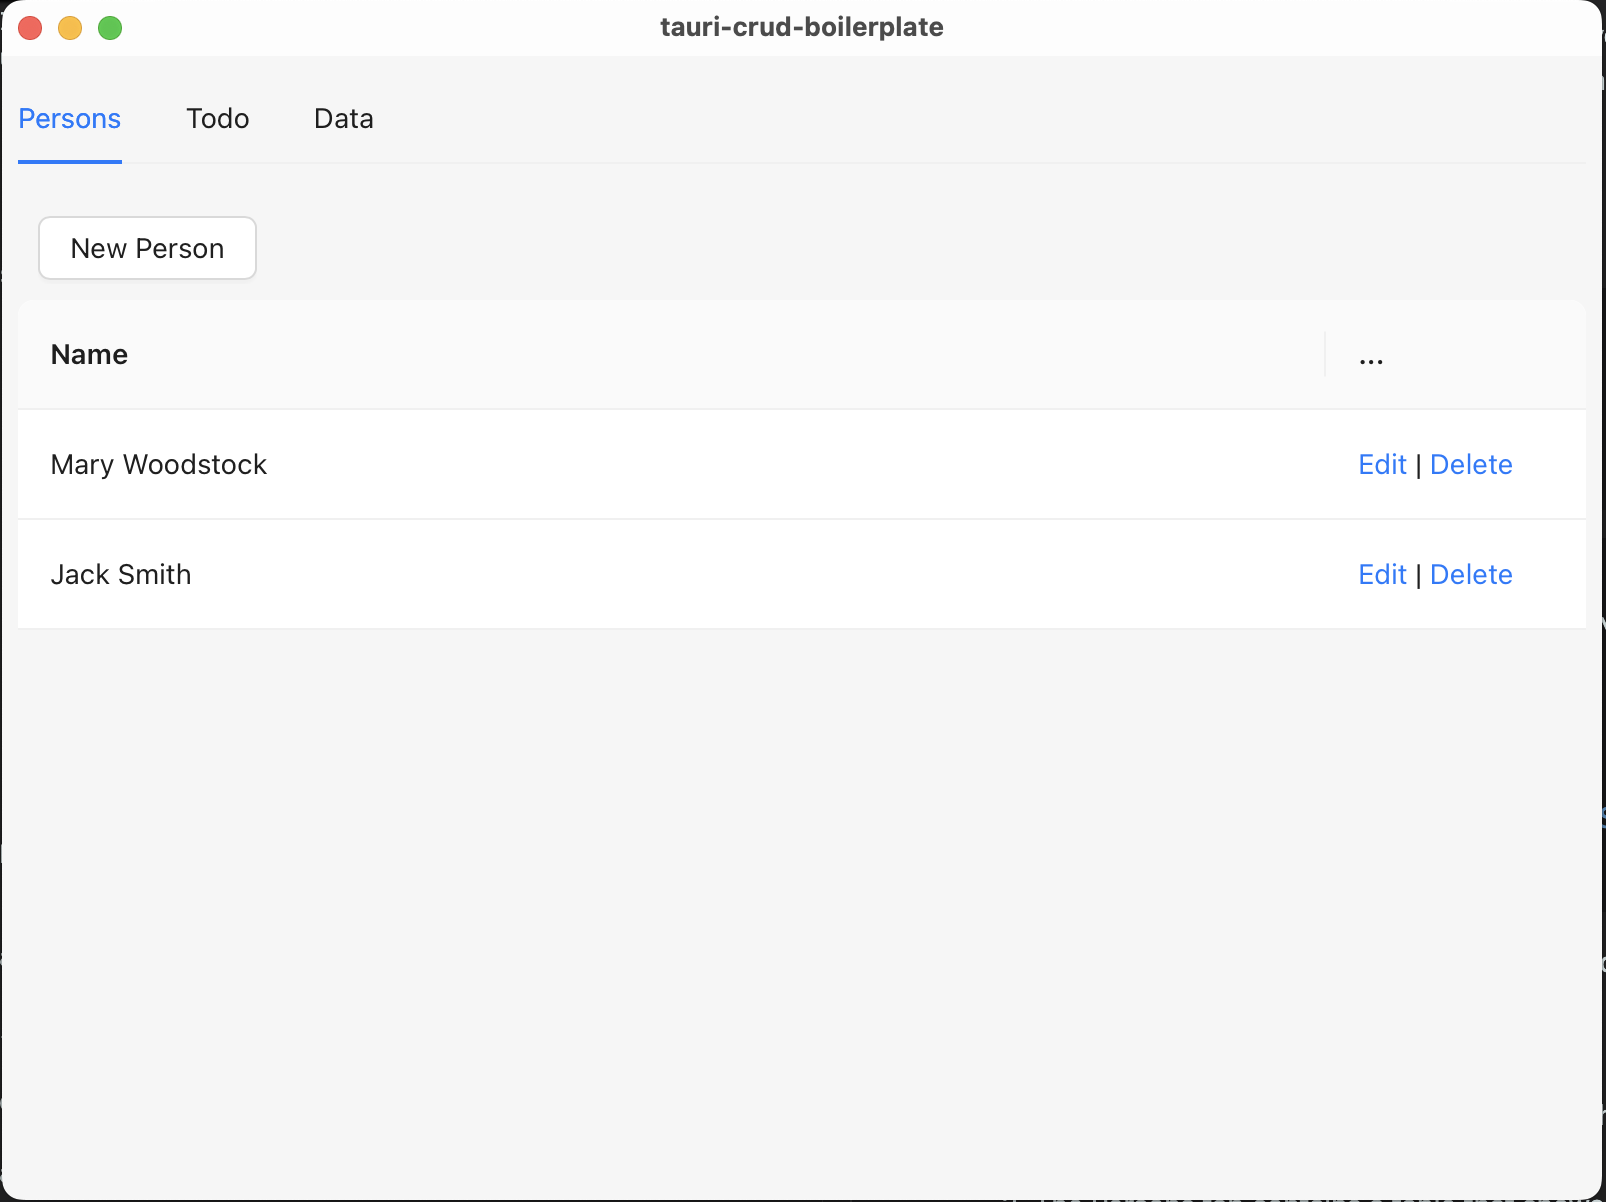 tauri-crud-boilerplate
Persons Todo Data
New Person
Name ...
Mary Woodstock Edit | Delete
Jack Smith Edit | Delete